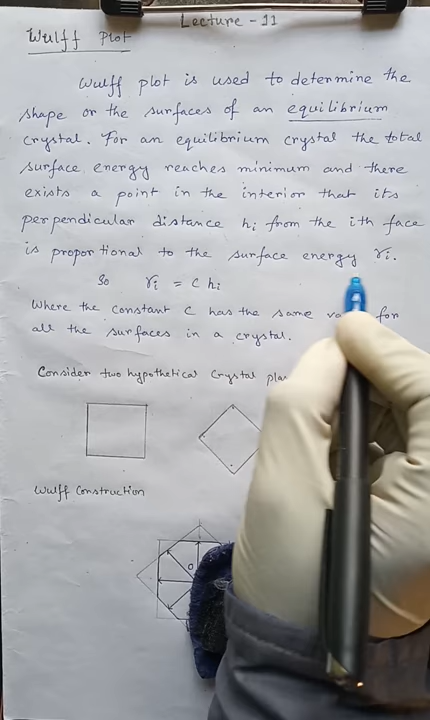 Lecture - 11
Wulff Plot
Wulff plot is used to determine the
shape or the surfaces of an equilibrium
crystal. For an equilibrium crystal the total
surface energy reaches minimum and there
exists a point in the interior that its
perpendicular distance hi from the ith face
is proportional to the surface energy γi.
So γi = c hi
Where the constant C has the same for
all the surfaces in a crystal.
Consider two hypothetical Crystal
Wulff Construction
O